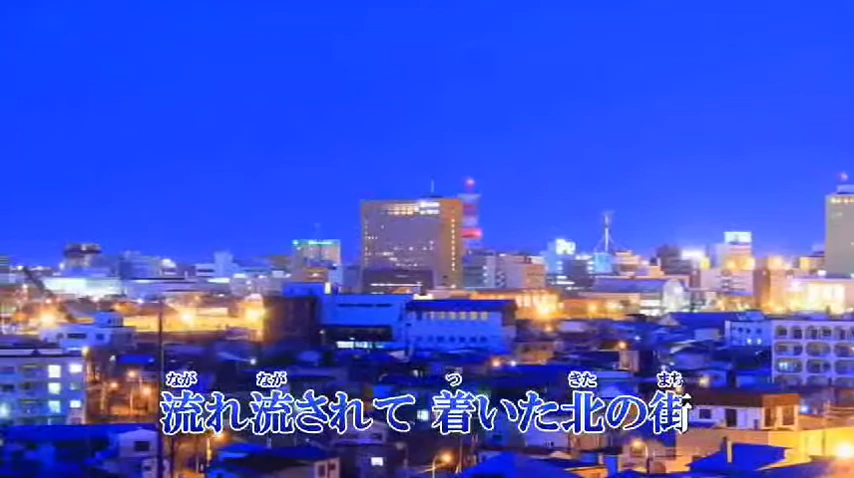 なが なが つ きた まち
流れ流されて 着いた北の街